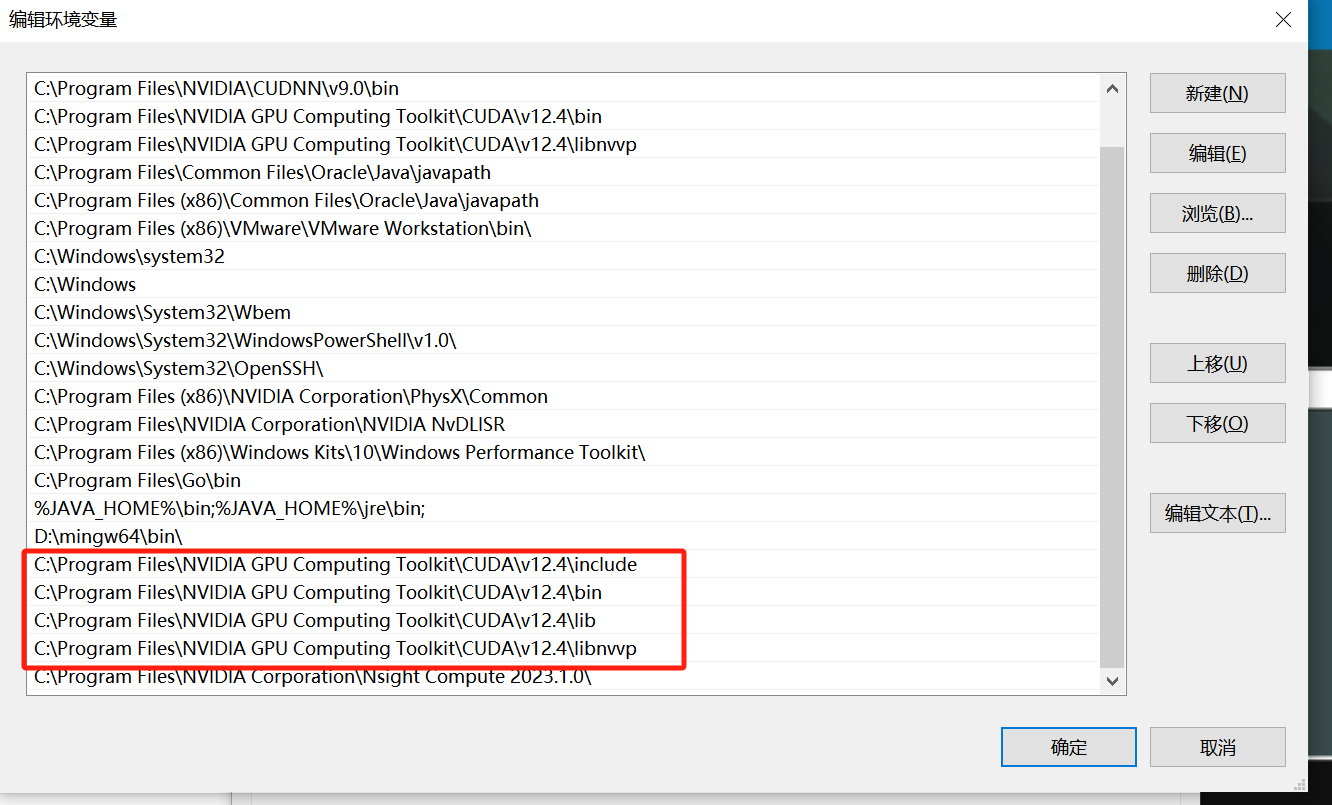 编辑环境变量
C:\Program Files\NVIDIA\CUDNN\v9.0\bin
C:\Program Files\NVIDIA GPU Computing Toolkit\CUDA\v12.4\bin
C:\Program Files\NVIDIA GPU Computing Toolkit\CUDA\v12.4\libnvvp
C:\Program Files\Common Files\Oracle\Java\javapath
C:\Program Files (x86)\Common Files\Oracle\Java\javapath
C:\Program Files (x86)\VMware\VMware Workstation\bin\
C:\Windows\system32
C:\Windows
C:\Windows\System32\Wbem
C:\Windows\System32\WindowsPowerShell\v1.0\
C:\Windows\System32\OpenSSH\
C:\Program Files (x86)\NVIDIA Corporation\PhysX\Common
C:\Program Files\NVIDIA Corporation\NVIDIA NvDLISR
C:\Program Files (x86)\Windows Kits\10\Windows Performance Toolkit\
C:\Program Files\Go\bin
%JAVA_HOME%\bin;%JAVA_HOME%\jre\bin;
D:\mingw64\bin\
C:\Program Files\NVIDIA GPU Computing Toolkit\CUDA\v12.4\include
C:\Program Files\NVIDIA GPU Computing Toolkit\CUDA\v12.4\bin
C:\Program Files\NVIDIA GPU Computing Toolkit\CUDA\v12.4\lib
C:\Program Files\NVIDIA GPU Computing Toolkit\CUDA\v12.4\libnvvp
C:\Program Files\NVIDIA Corporation\Nsight Compute 2023.1.0\
新建(N)
编辑(E)
浏览(B)...
删除(D)
上移(U)
下移(O)
编辑文本(T)...
确定
取消